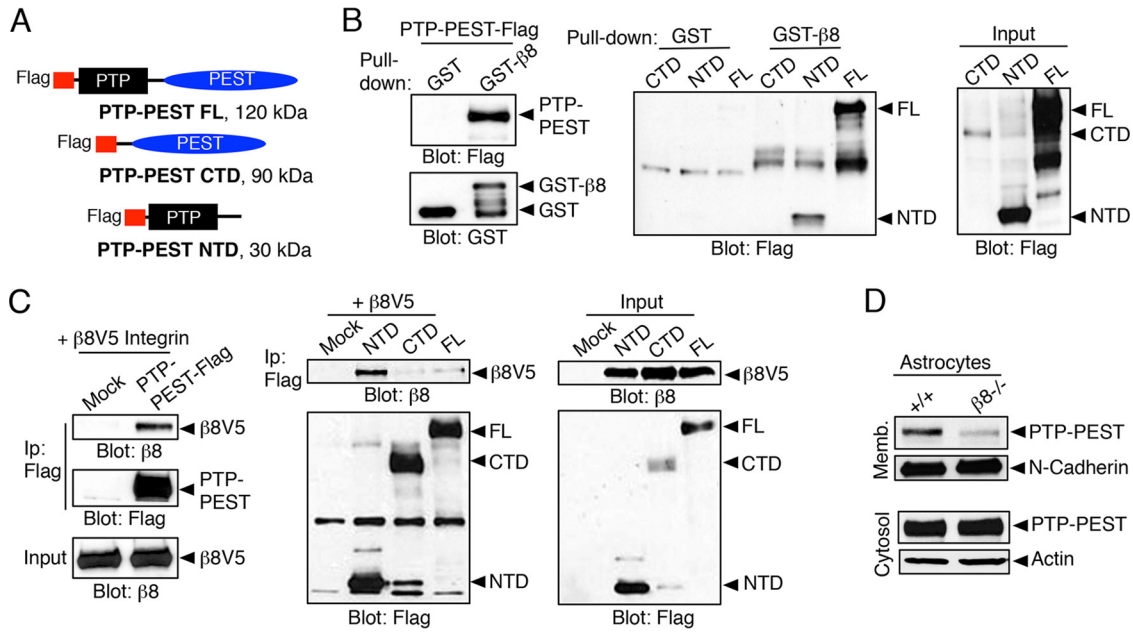 A
Flag PTP PEST
PTP-PEST FL, 120 kDa
Flag PEST
PTP-PEST CTD, 90 kDa
Flag PTP
PTP-PEST NTD, 30 kDa
B
PTP-PEST-Flag
Pull-down: GST GST-β8
PTP-PEST
Blot: Flag
GST-β8
GST
Blot: GST
Pull-down: GST GST-β8
CTD NTD FL CTD NTD FL
FL
NTD
Blot: Flag
Input
CTD NTD FL
FL
CTD
NTD
Blot: Flag
C
+ β8V5 Integrin
Mock PTP-PEST-Flag
Ip: Flag
β8V5
Blot: β8
PTP-PEST
Blot: Flag
Input β8V5
Blot: β8
+ β8V5
Mock NTD CTD FL
Ip: Flag
β8V5
Blot: β8
FL
CTD
NTD
Blot: Flag
Input
Mock NTD CTD FL
β8V5
Blot: β8
FL
CTD
NTD
Blot: Flag
D
Astrocytes
+/+ β8-/-
Memb.
PTP-PEST
N-Cadherin
Cytosol
PTP-PEST
Actin